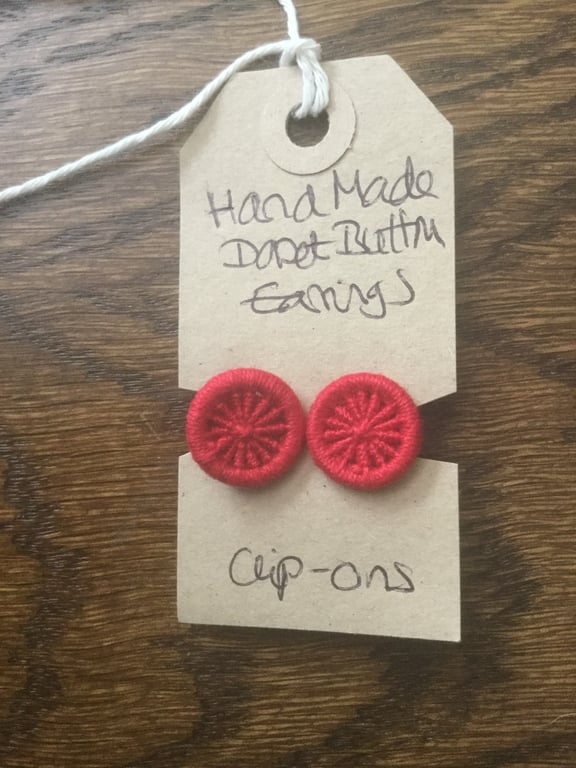 Hand Made
Dorset Button
Earrings
Clip-ons